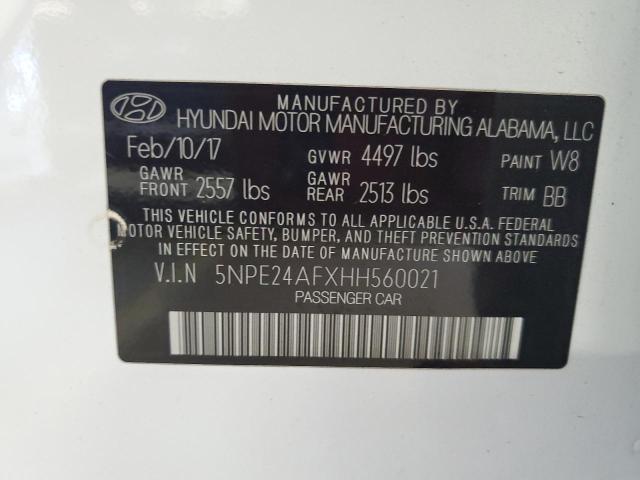 MANUFACTURED BY
HYUNDAI MOTOR MANUFACTURING ALABAMA, LLC
Feb/10/17 GVWR 4497 lbs PAINT W8
GAWR FRONT 2557 lbs GAWR REAR 2513 lbs TRIM BB
THIS VEHICLE CONFORMS TO ALL APPLICABLE U.S.A. FEDERAL
MOTOR VEHICLE SAFETY, BUMPER, AND THEFT PREVENTION STANDARDS
IN EFFECT ON THE DATE OF MANUFACTURE SHOWN ABOVE.
V.I.N 5NPE24AFXHH560021
PASSENGER CAR